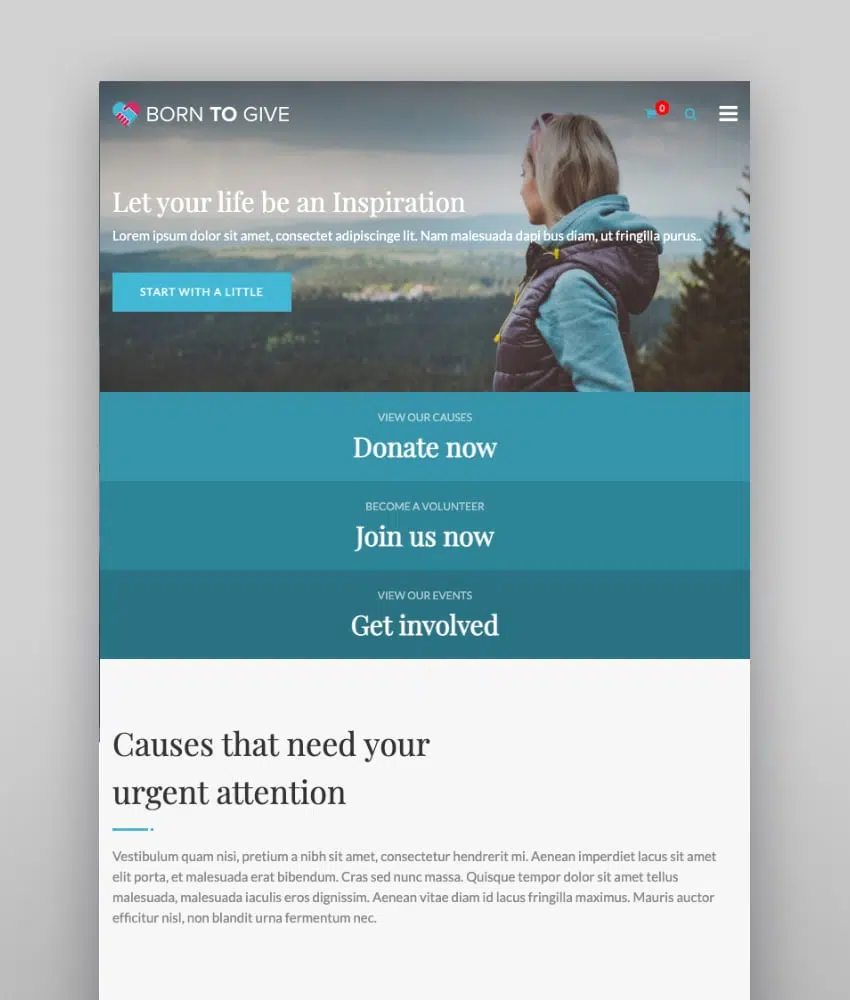 BORN TO GIVE
0
Let your life be an Inspiration
Lorem ipsum dolor sit amet, consectet adipiscinge lit. Nam malesuada dapi bus diam, ut fringilla purus..
START WITH A LITTLE
VIEW OUR CAUSES
Donate now
BECOME A VOLUNTEER
Join us now
VIEW OUR EVENTS
Get involved
Causes that need your
urgent attention
Vestibulum quam nisi, pretium a nibh sit amet, consectetur hendrerit mi. Aenean imperdiet lacus sit amet
elit porta, et malesuada erat bibendum. Cras sed nunc massa. Quisque tempor dolor sit amet tellus
malesuada, malesuada iaculis eros dignissim. Aenean vitae diam id lacus fringilla maximus. Mauris auctor
efficitur nisl, non blandit urna fermentum nec.